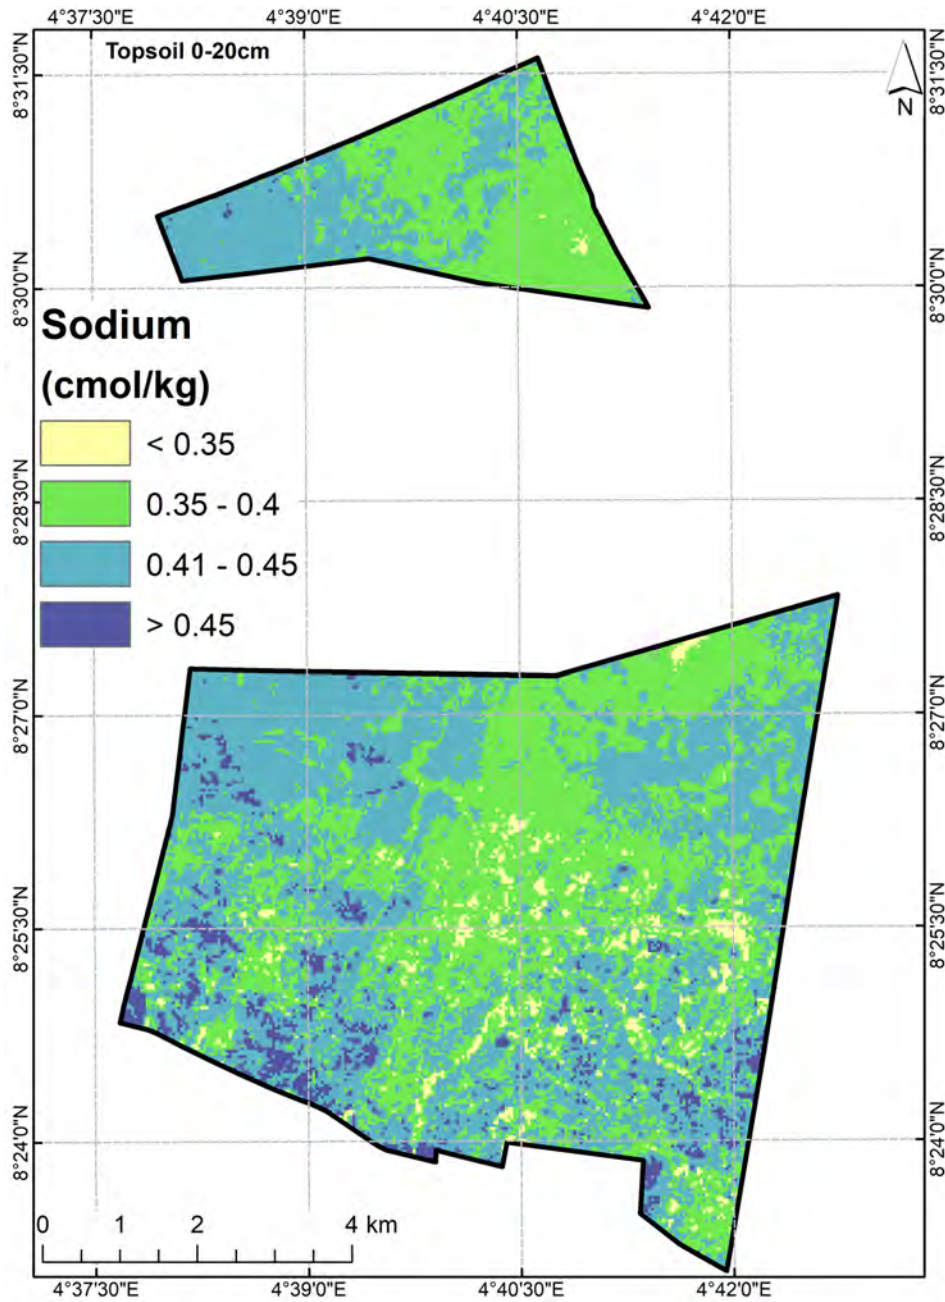 4°37'30"E 4°39'0"E 4°40'30"E 4°42'0"E
Topsoil 0-20cm
N
8°31'30"N 8°31'30"N
8°30'0"N 8°30'0"N
Sodium
(cmol/kg)
< 0.35
8°28'30"N 8°28'30"N
0.35 - 0.4
0.41 - 0.45
> 0.45
8°27'0"N 8°27'0"N
8°25'30"N 8°25'30"N
8°24'0"N 8°24'0"N
0 1 2 4 km
4°37'30"E 4°39'0"E 4°40'30"E 4°42'0"E